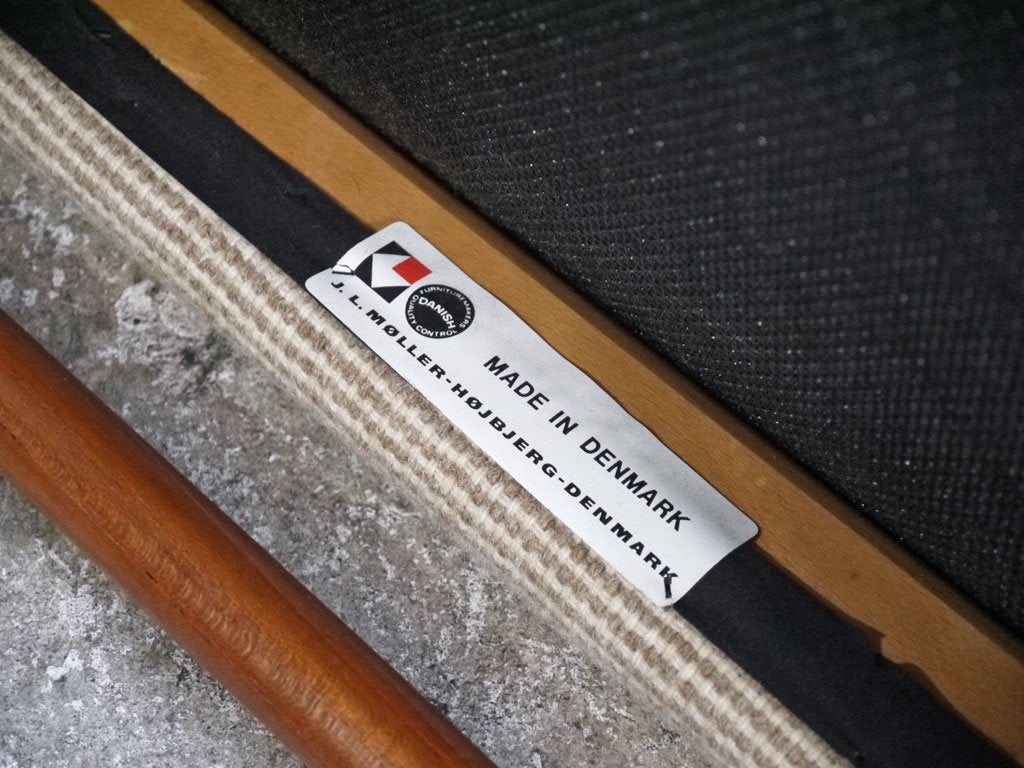 FURNITUREMAKERS
DANISH
QUALITY CONTROL
MADE IN DENMARK
J. L. MØLLER-HØJBJERG-DENMARK